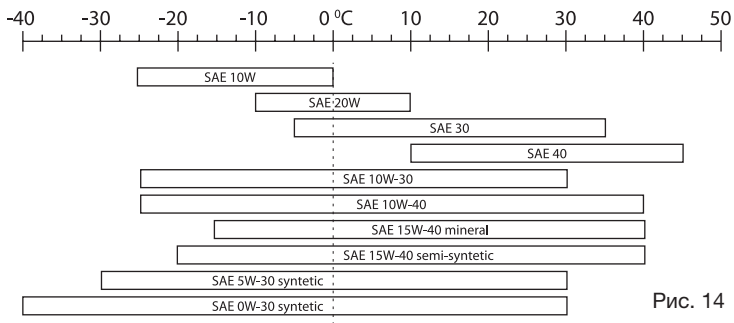 -40 -30 -20 -10 0 °C 10 20 30 40 50
SAE 10W
SAE 20W
SAE 30
SAE 40
SAE 10W-30
SAE 10W-40
SAE 15W-40 mineral
SAE 15W-40 semi-syntetic
SAE 5W-30 syntetic
SAE 0W-30 syntetic
Рис. 14